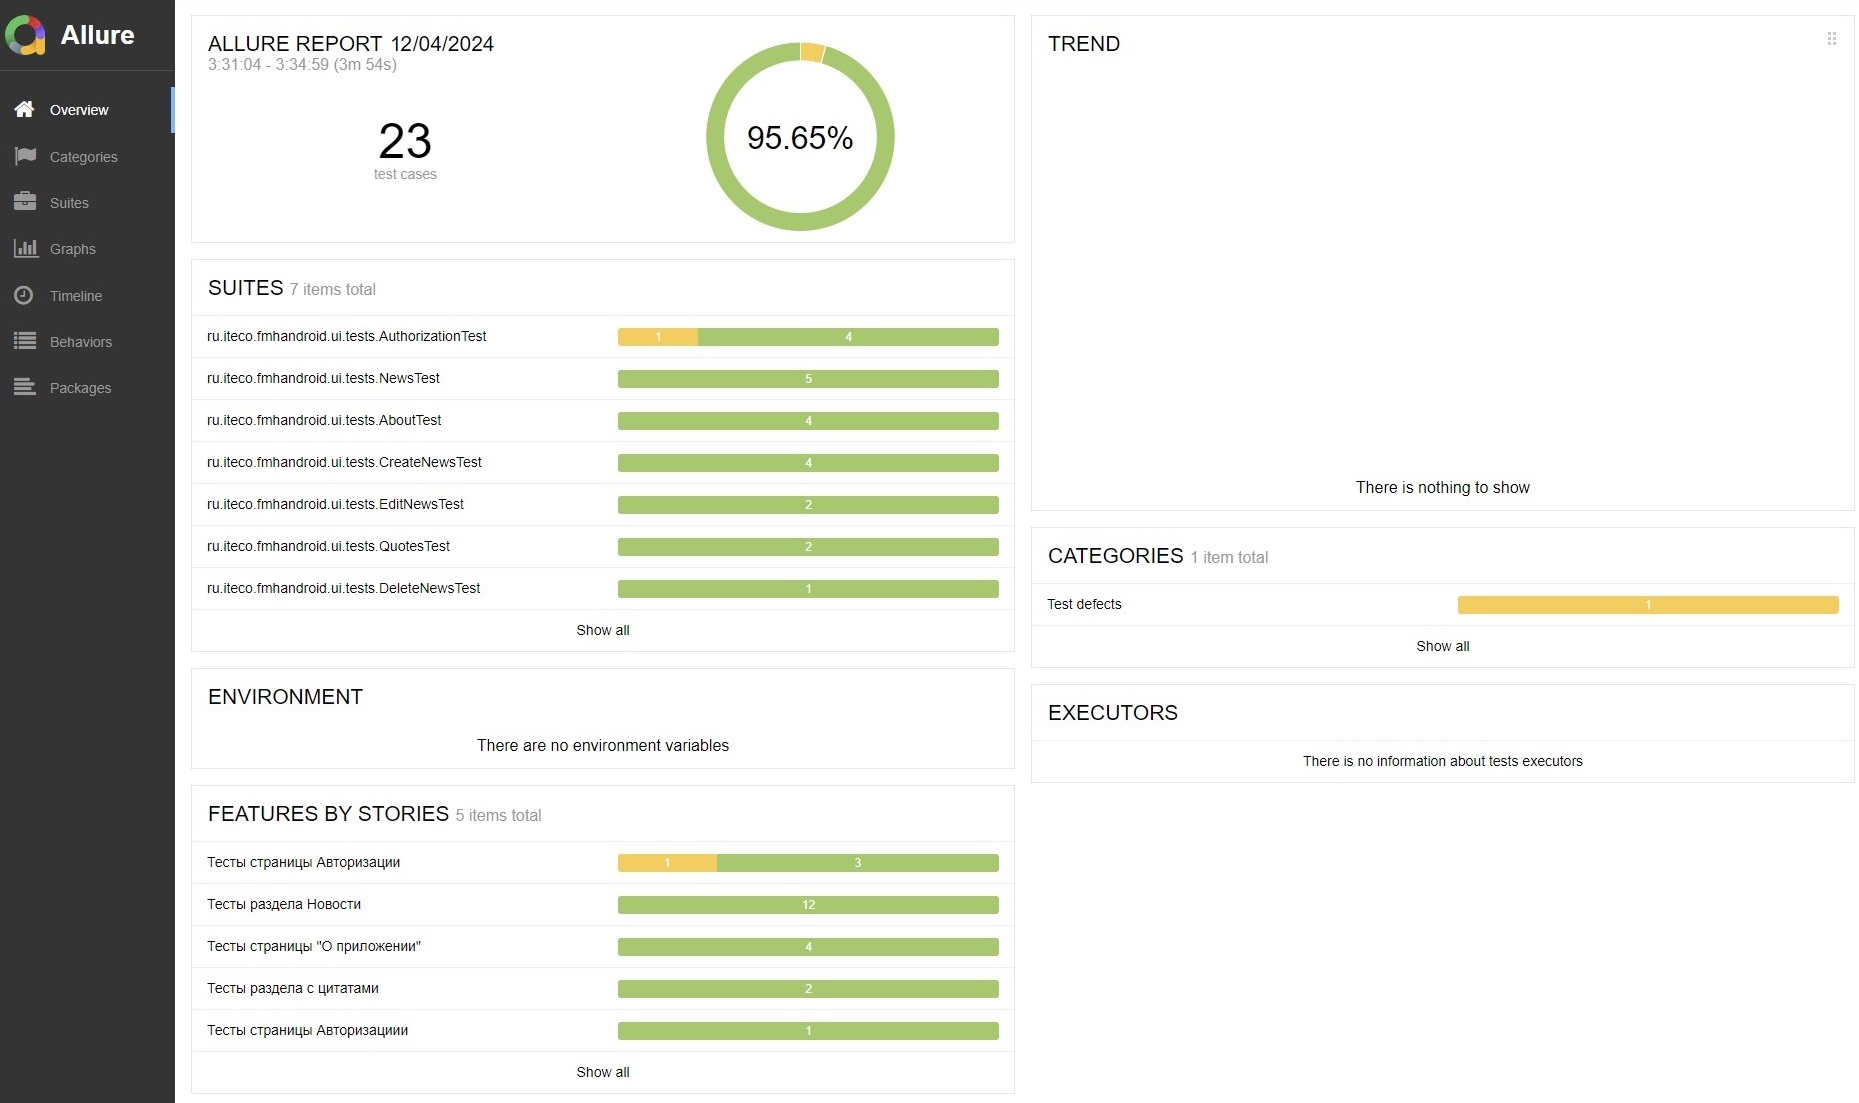 Allure
Overview
Categories
Suites
Graphs
Timeline
Behaviors
Packages
ALLURE REPORT 12/04/2024
3:31:04 - 3:34:59 (3m 54s)
23
test cases
95.65%
SUITES 7 items total
ru.iteco.fmhandroid.ui.tests.AuthorizationTest 1 4
ru.iteco.fmhandroid.ui.tests.NewsTest 5
ru.iteco.fmhandroid.ui.tests.AboutTest 4
ru.iteco.fmhandroid.ui.tests.CreateNewsTest 4
ru.iteco.fmhandroid.ui.tests.EditNewsTest 2
ru.iteco.fmhandroid.ui.tests.QuotesTest 2
ru.iteco.fmhandroid.ui.tests.DeleteNewsTest 1
Show all
ENVIRONMENT
There are no environment variables
FEATURES BY STORIES 5 items total
Тесты страницы Авторизации 1 3
Тесты раздела Новости 12
Тесты страницы "О приложении" 4
Тесты раздела с цитатами 2
Тесты страницы Авторизациии 1
Show all
TREND
There is nothing to show
CATEGORIES 1 item total
Test defects 1
Show all
EXECUTORS
There is no information about tests executors